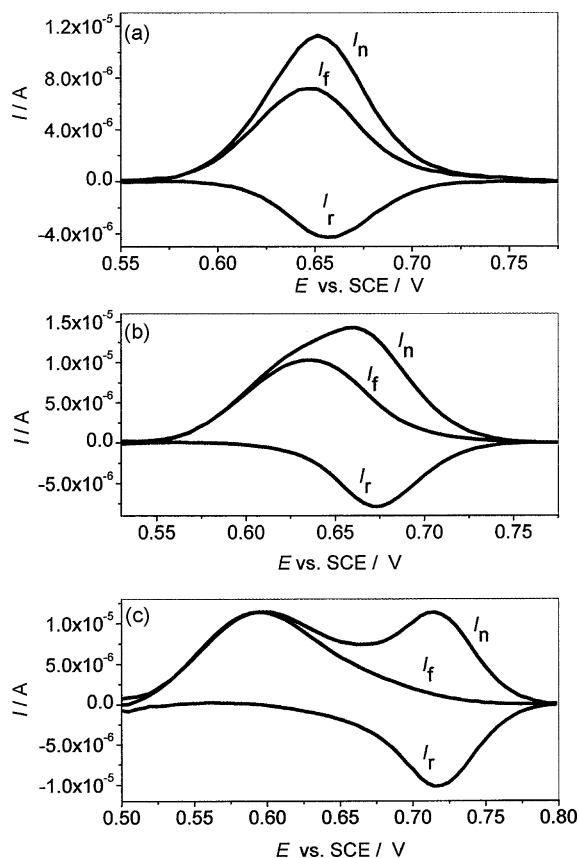 (a)
I / A
1.2x10⁻⁵
8.0x10⁻⁶
4.0x10⁻⁶
0.0
-4.0x10⁻⁶
Iₙ
I_f
I_r
0.55 0.60 0.65 0.70 0.75
E vs. SCE / V
(b)
I / A
1.5x10⁻⁵
1.0x10⁻⁵
5.0x10⁻⁶
0.0
-5.0x10⁻⁶
Iₙ
I_f
I_r
0.55 0.60 0.65 0.70 0.75
E vs. SCE / V
(c)
I / A
1.0x10⁻⁵
5.0x10⁻⁶
0.0
-5.0x10⁻⁶
-1.0x10⁻⁵
Iₙ
I_f
I_r
0.50 0.55 0.60 0.65 0.70 0.75 0.80
E vs. SCE / V